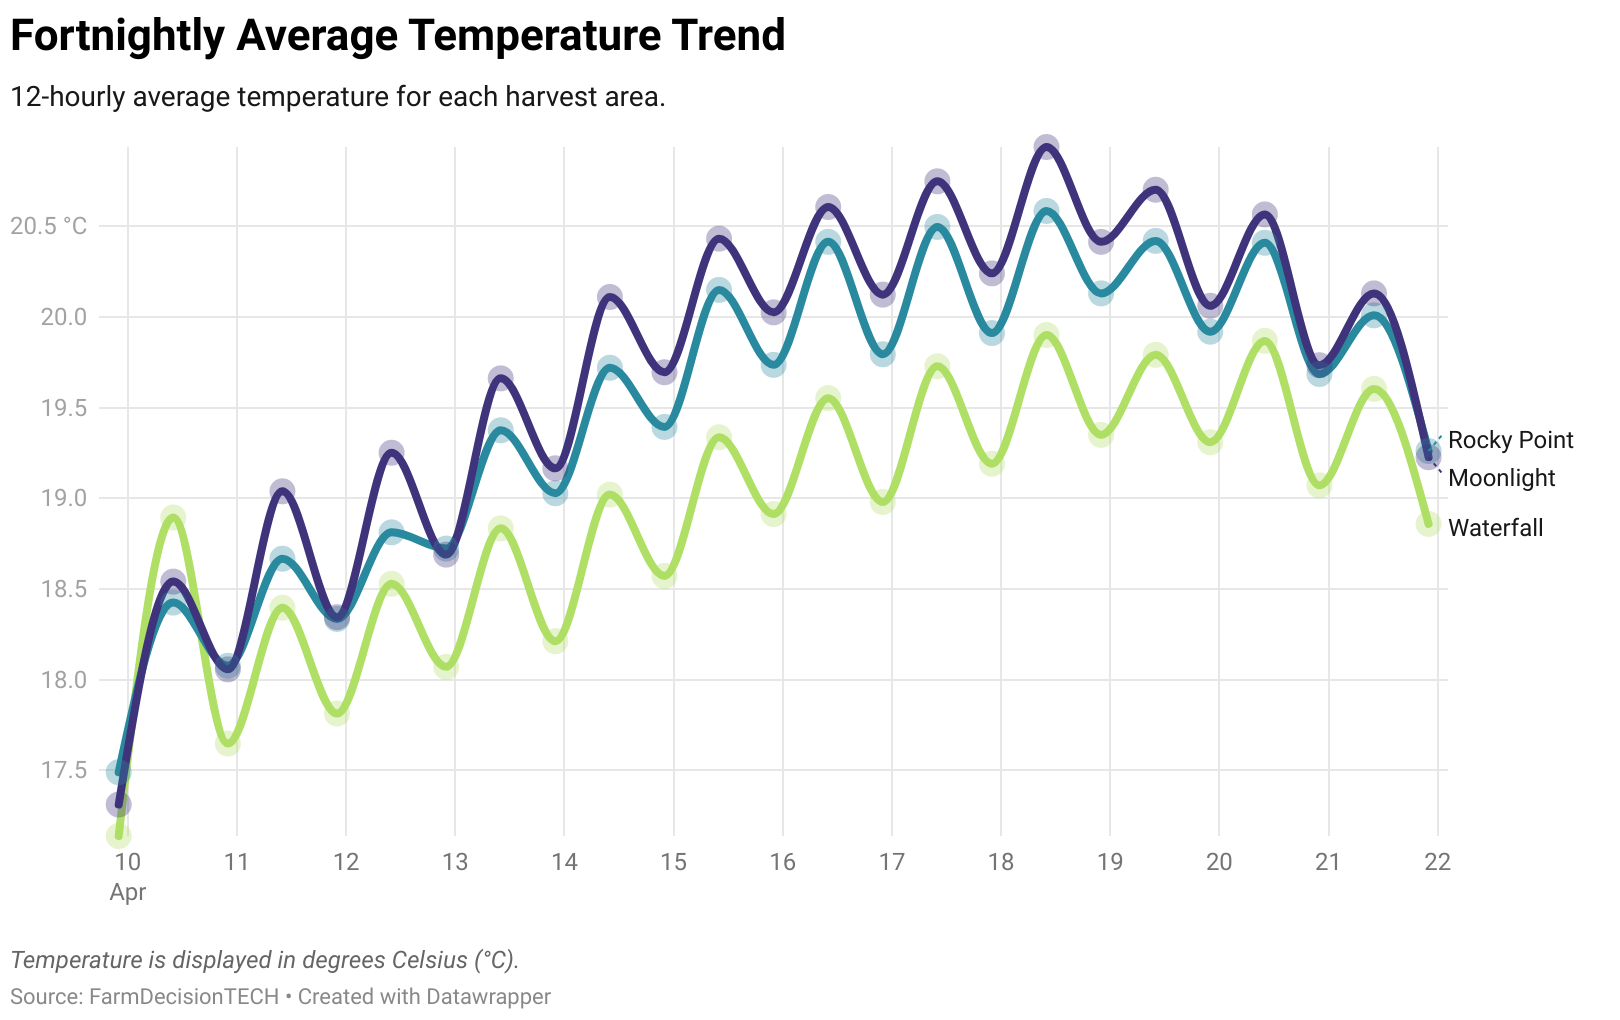 Fortnightly Average Temperature Trend
12-hourly average temperature for each harvest area.
20.5 °C
20.0
19.5
19.0
18.5
18.0
17.5
Rocky Point
Moonlight
Waterfall
10 11 12 13 14 15 16 17 18 19 20 21 22
Apr
Temperature is displayed in degrees Celsius (°C).
Source: FarmDecisionTECH • Created with Datawrapper